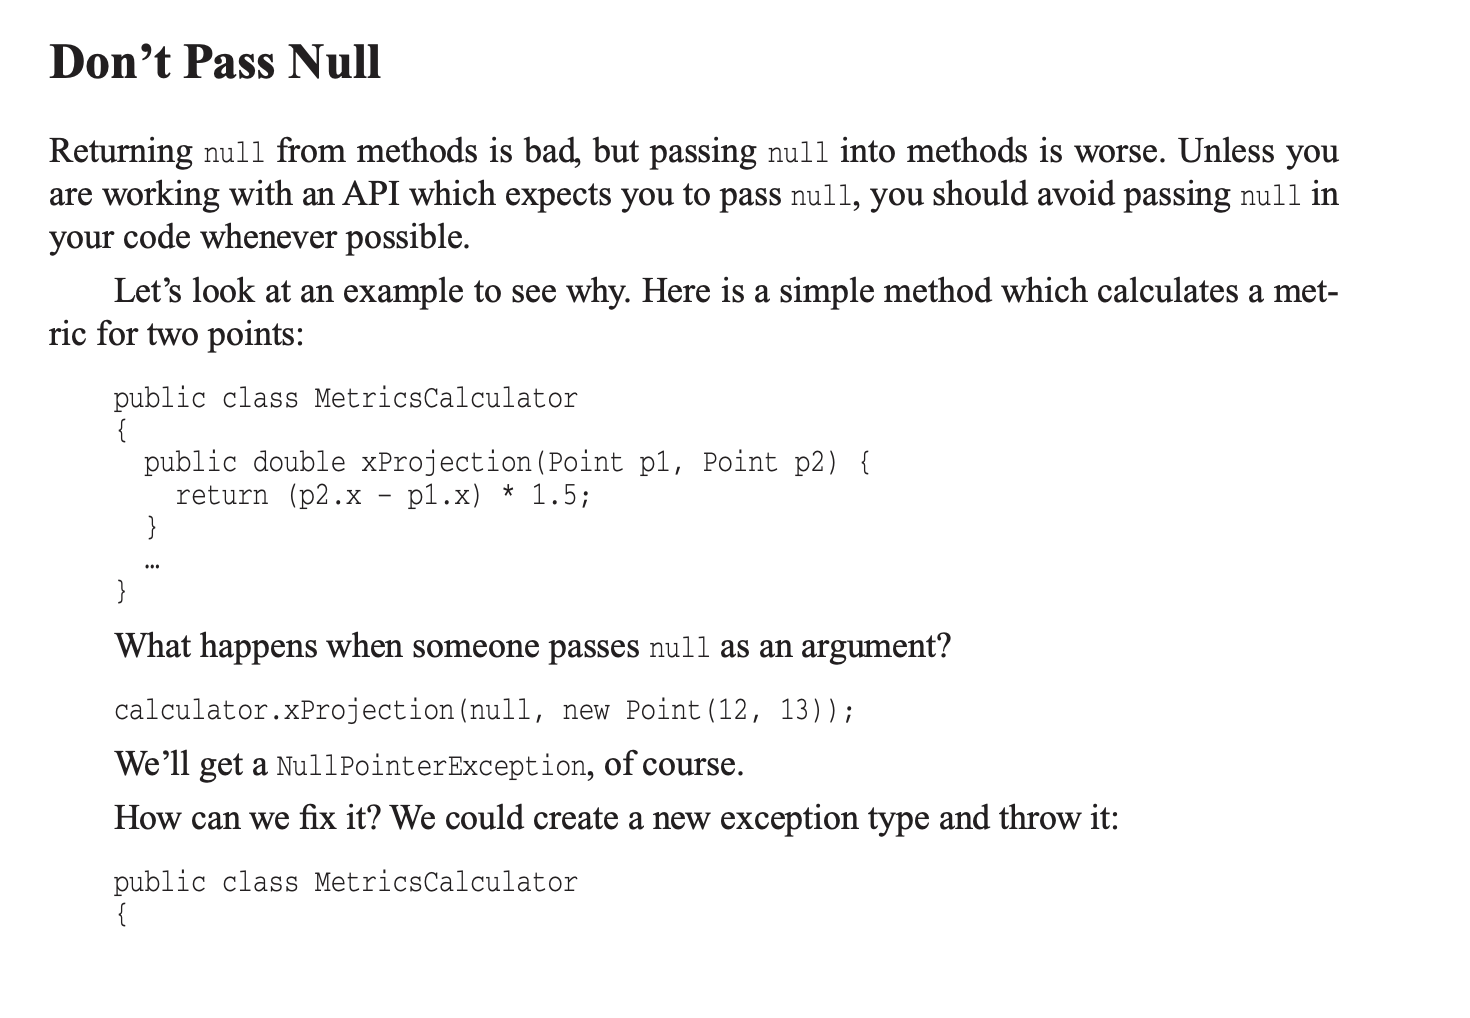 Don’t Pass Null
Returning null from methods is bad, but passing null into methods is worse. Unless you
are working with an API which expects you to pass null, you should avoid passing null in
your code whenever possible.
Let’s look at an example to see why. Here is a simple method which calculates a met-
ric for two points:
public class MetricsCalculator
{
  public double xProjection(Point p1, Point p2) {
    return (p2.x – p1.x) * 1.5;
  }
  …
}
What happens when someone passes null as an argument?
calculator.xProjection(null, new Point(12, 13));
We’ll get a NullPointerException, of course.
How can we fix it? We could create a new exception type and throw it:
public class MetricsCalculator
{